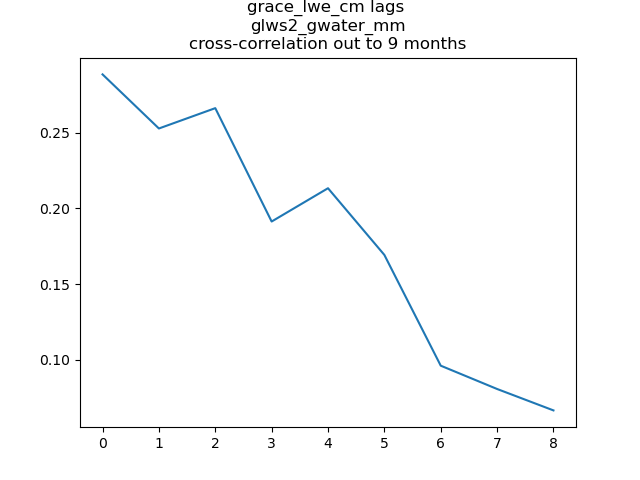 grace_lwe_cm lags
glws2_gwater_mm
cross-correlation out to 9 months
0.25
0.20
0.15
0.10
0 1 2 3 4 5 6 7 8